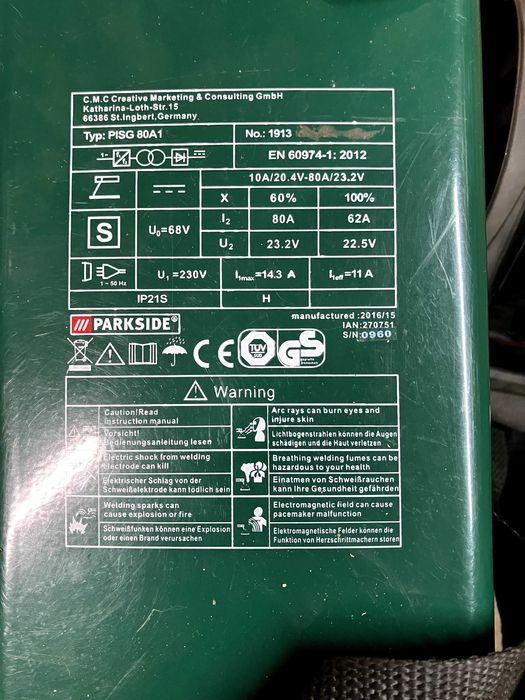 C.M.C Creative Marketing & Consulting GmbH
Katharina-Loth-Str.15
66386 St.Ingbert,Germany
Typ: PISG 80A1 No.: 1913
1~ EN 60974-1: 2012
10A/20.4V-80A/23.2V
X 60% 100%
S U₀=68V I₂ 80A 62A
U₂ 23.2V 22.5V
1 ~ 50 Hz U₁ =230V I₁max=14.3 A I₁eff=11 A
IP21S H
manufactured :2016/15
PARKSIDE® IAN:270751
S/N:0960
CE TÜV SÜD GS geprüfte Sicherheit
Warning
Caution!Read
instruction manual
Vorsicht!
Bedienungsanleitung lesen
Arc rays can burn eyes and
injure skin
Lichtbogenstrahlen können die Augen
schädigen und die Haut verletzen
Electric shock from welding
electrode can kill
Elektrischer Schlag von der
Schweißelektrode kann tödlich sein
Breathing welding fumes can be
hazardous to your health
Einatmen von Schweißrauchen
kann Ihre Gesundheit gefährden
Welding sparks can
cause explosion or fire
Schweißfunken können eine Explosion
oder einen Brand verursachen
Electromagnetic field can cause
pacemaker malfunction
Elektromagnetische Felder können die
Funktion von Herzschrittmachern storen